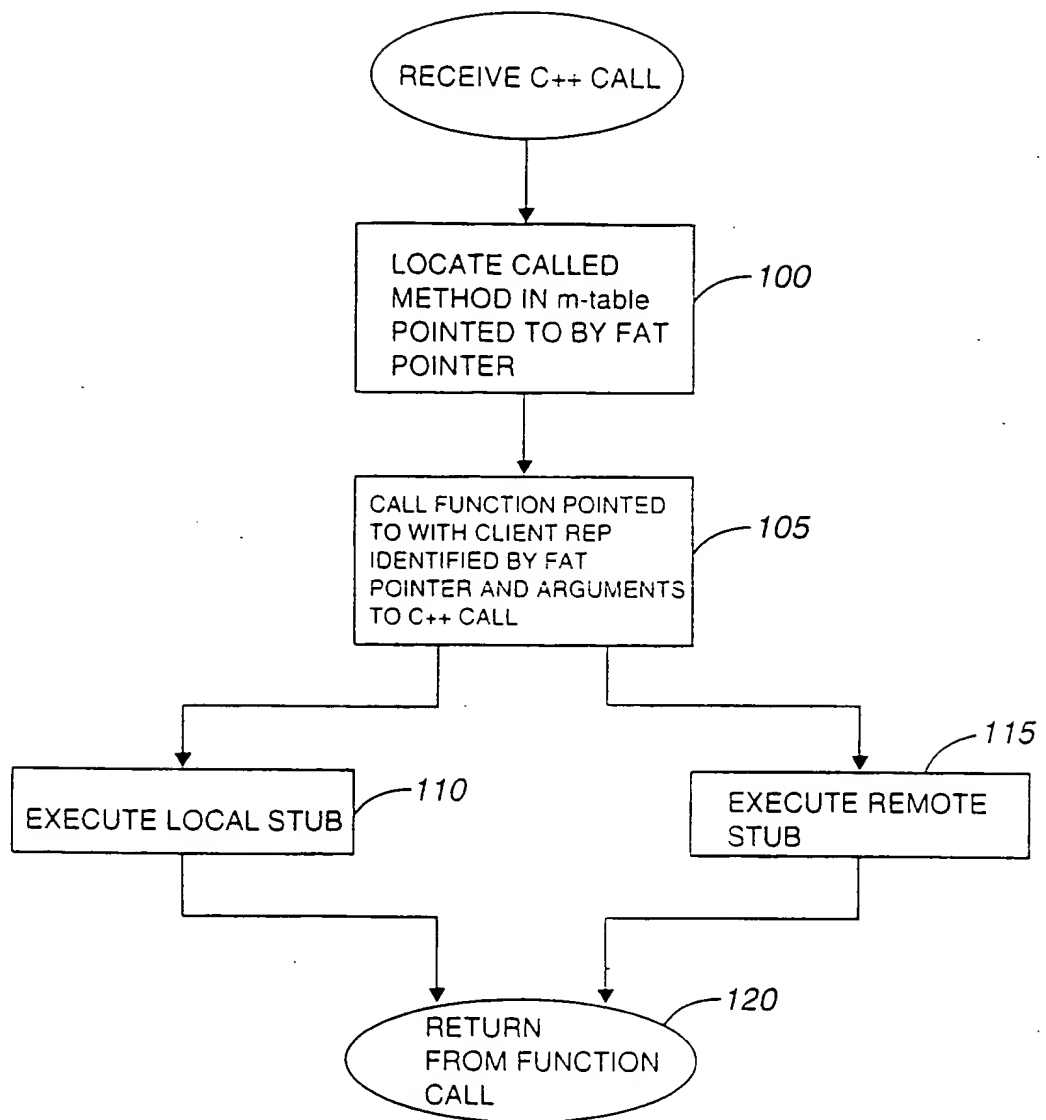 RECEIVE C++ CALL
LOCATE CALLED
METHOD IN m-table
POINTED TO BY FAT
POINTER
100
CALL FUNCTION POINTED
TO WITH CLIENT REP
IDENTIFIED BY FAT
POINTER AND ARGUMENTS
TO C++ CALL
105
EXECUTE LOCAL STUB
110
EXECUTE REMOTE
STUB
115
RETURN
FROM FUNCTION
CALL
120